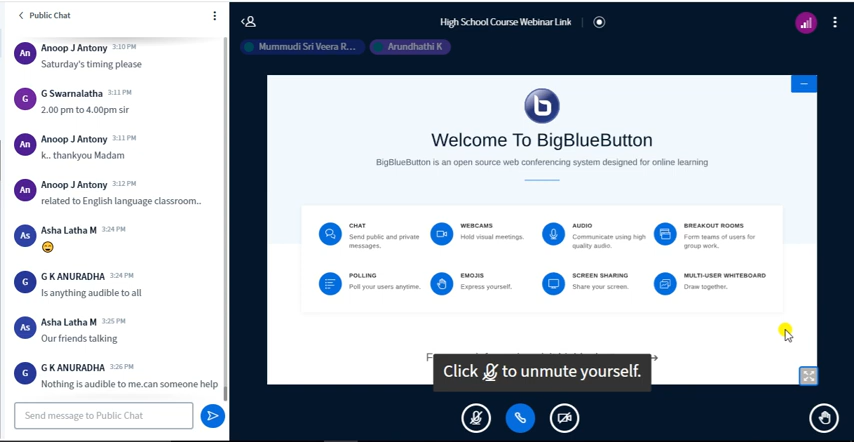 Public Chat
An
Anoop J Antony 3:10 PM
Saturday's timing please
G
G Swarnalatha 3:11 PM
2.00 pm to 4.00pm sir
An
Anoop J Antony 3:11 PM
k.. thankyou Madam
An
Anoop J Antony 3:12 PM
related to English language classroom..
As
Asha Latha M 3:24 PM
G
G K ANURADHA 3:24 PM
Is anything audible to all
As
Asha Latha M 3:25 PM
Our friends talking
G
G K ANURADHA 3:26 PM
Nothing is audible to me.can someone help
Send message to Public Chat
High School Course Webinar Link
Mummudi Sri Veera R...
Arundhathi K
b
Welcome To BigBlueButton
BigBlueButton is an open source web conferencing system designed for online learning
CHAT
Send public and private
messages.
WEBCAMS
Hold visual meetings.
AUDIO
Communicate using high
quality audio.
BREAKOUT ROOMS
Form teams of users for
group work.
POLLING
Poll your users anytime.
EMOJIS
Express yourself.
SCREEN SHARING
Share your screen.
MULTI-USER WHITEBOARD
Draw together.
Click to unmute yourself.